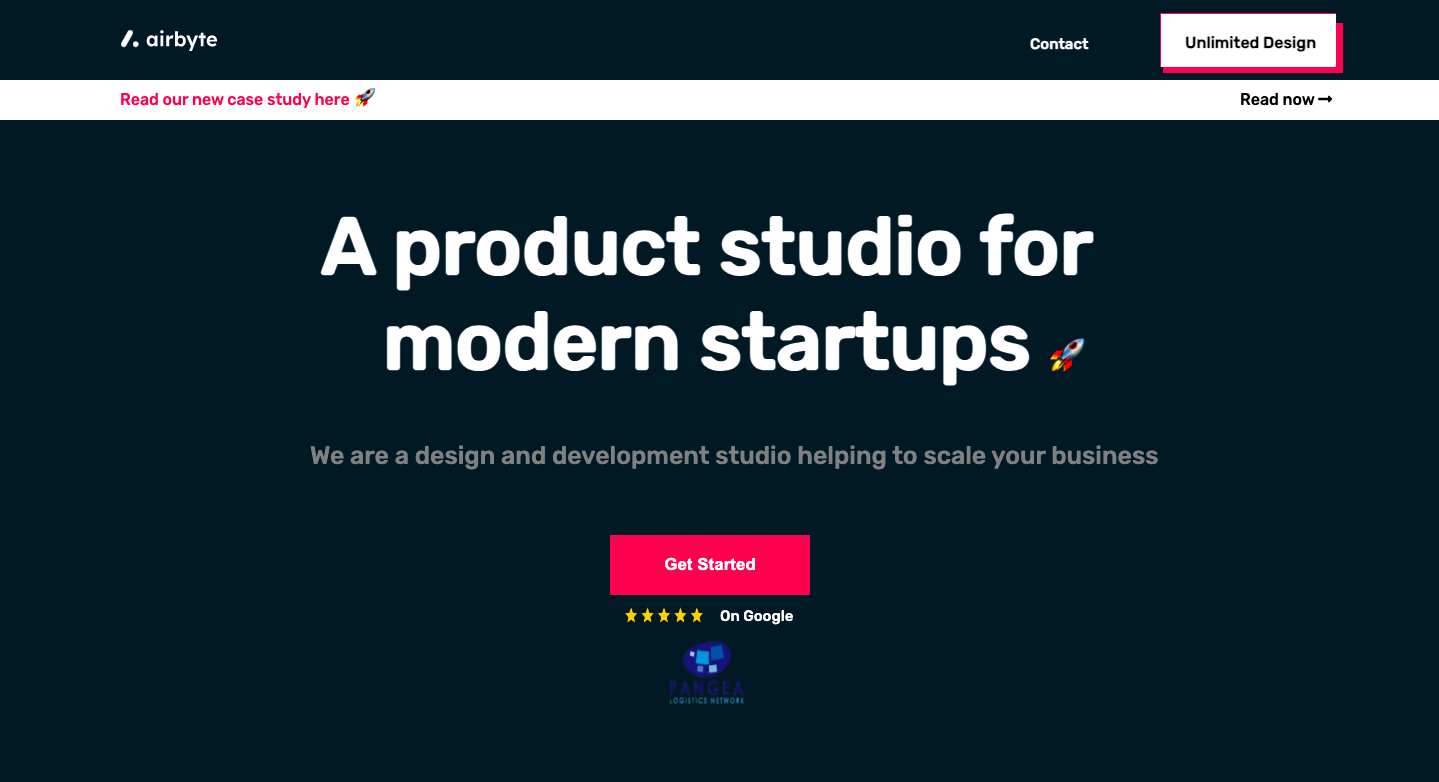 airbyte
Contact
Unlimited Design
Read our new case study here 🚀
Read now →
A product studio for
modern startups 🚀
We are a design and development studio helping to scale your business
Get Started
★★★★★ On Google
PANGEA
LOGISTICS NETWORK